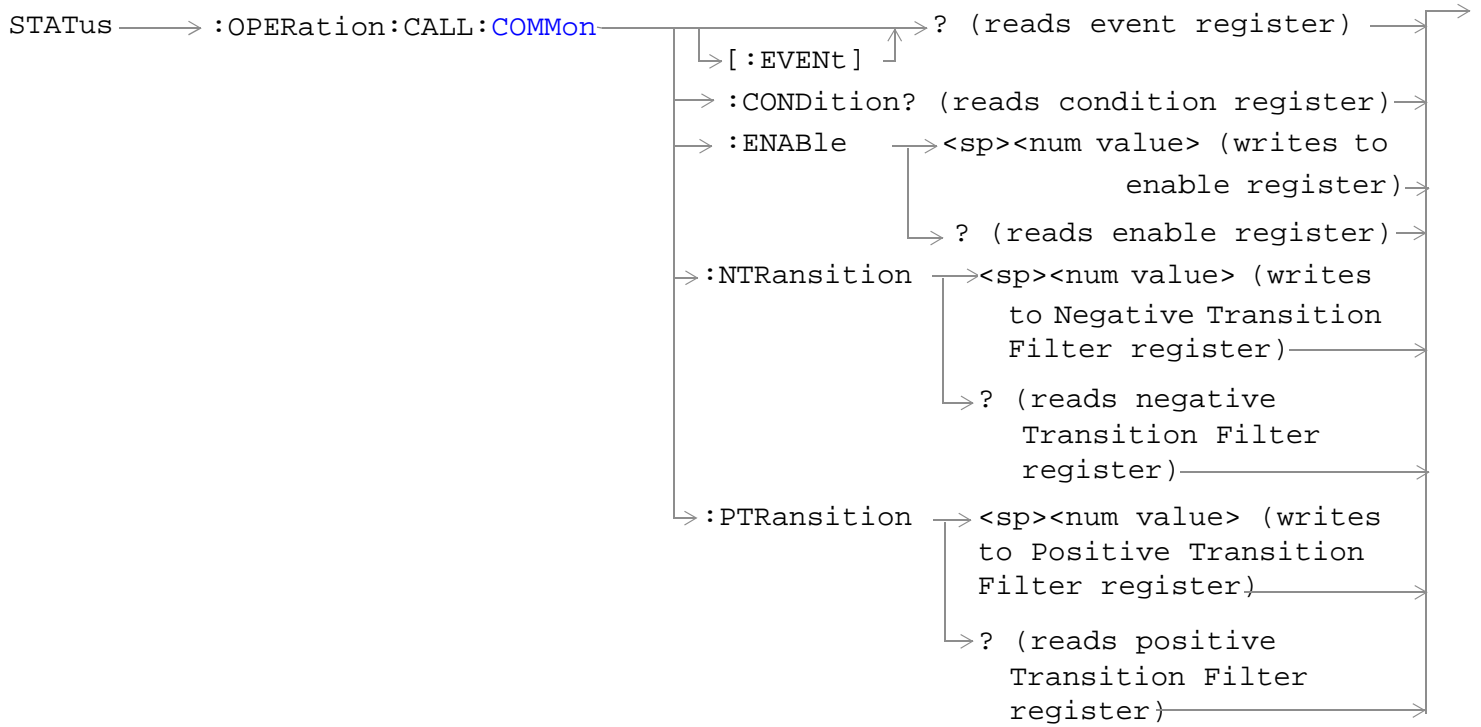 STATus :OPERation:CALL:COMMon ? (reads event register)
[:EVENt]
:CONDition? (reads condition register)
:ENABle <sp><num value> (writes to
enable register)
? (reads enable register)
:NTRansition <sp><num value> (writes
to Negative Transition
Filter register)
? (reads negative
Transition Filter
register)
:PTRansition <sp><num value> (writes
to Positive Transition
Filter register)
? (reads positive
Transition Filter
register)